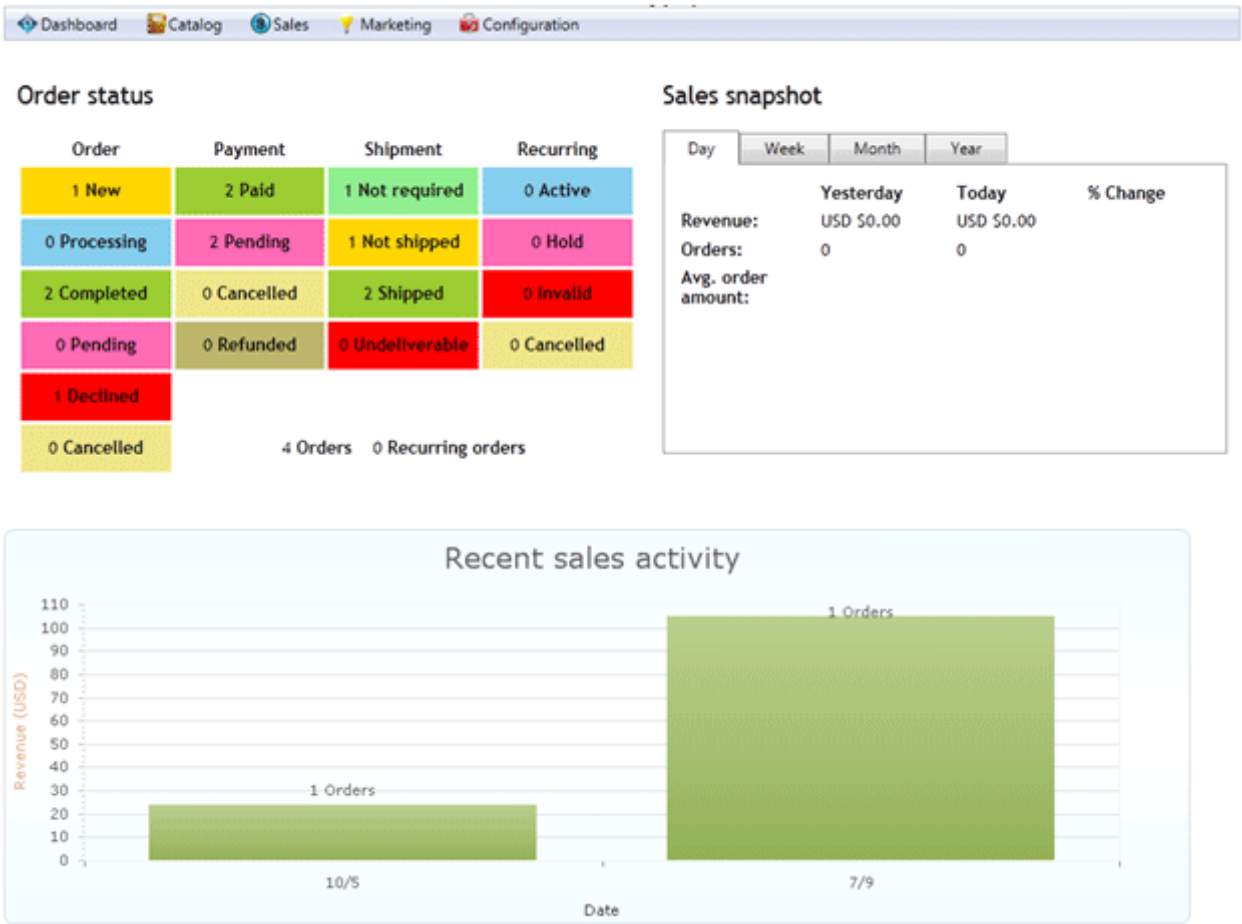 Dashboard Catalog Sales Marketing Configuration
Order status
Order Payment Shipment Recurring
1 New 2 Paid 1 Not required 0 Active
0 Processing 2 Pending 1 Not shipped 0 Hold
2 Completed 0 Cancelled 2 Shipped 0 Invalid
0 Pending 0 Refunded 0 Undeliverable 0 Cancelled
1 Declined
0 Cancelled 4 Orders 0 Recurring orders
Sales snapshot
Day Week Month Year
Yesterday Today % Change
Revenue: USD $0.00 USD $0.00
Orders: 0 0
Avg. order
amount:
Recent sales activity
Revenue (USD)
110
100
90
80
70
60
50
40
30
20
10
0
1 Orders
1 Orders
10/5 7/9
Date